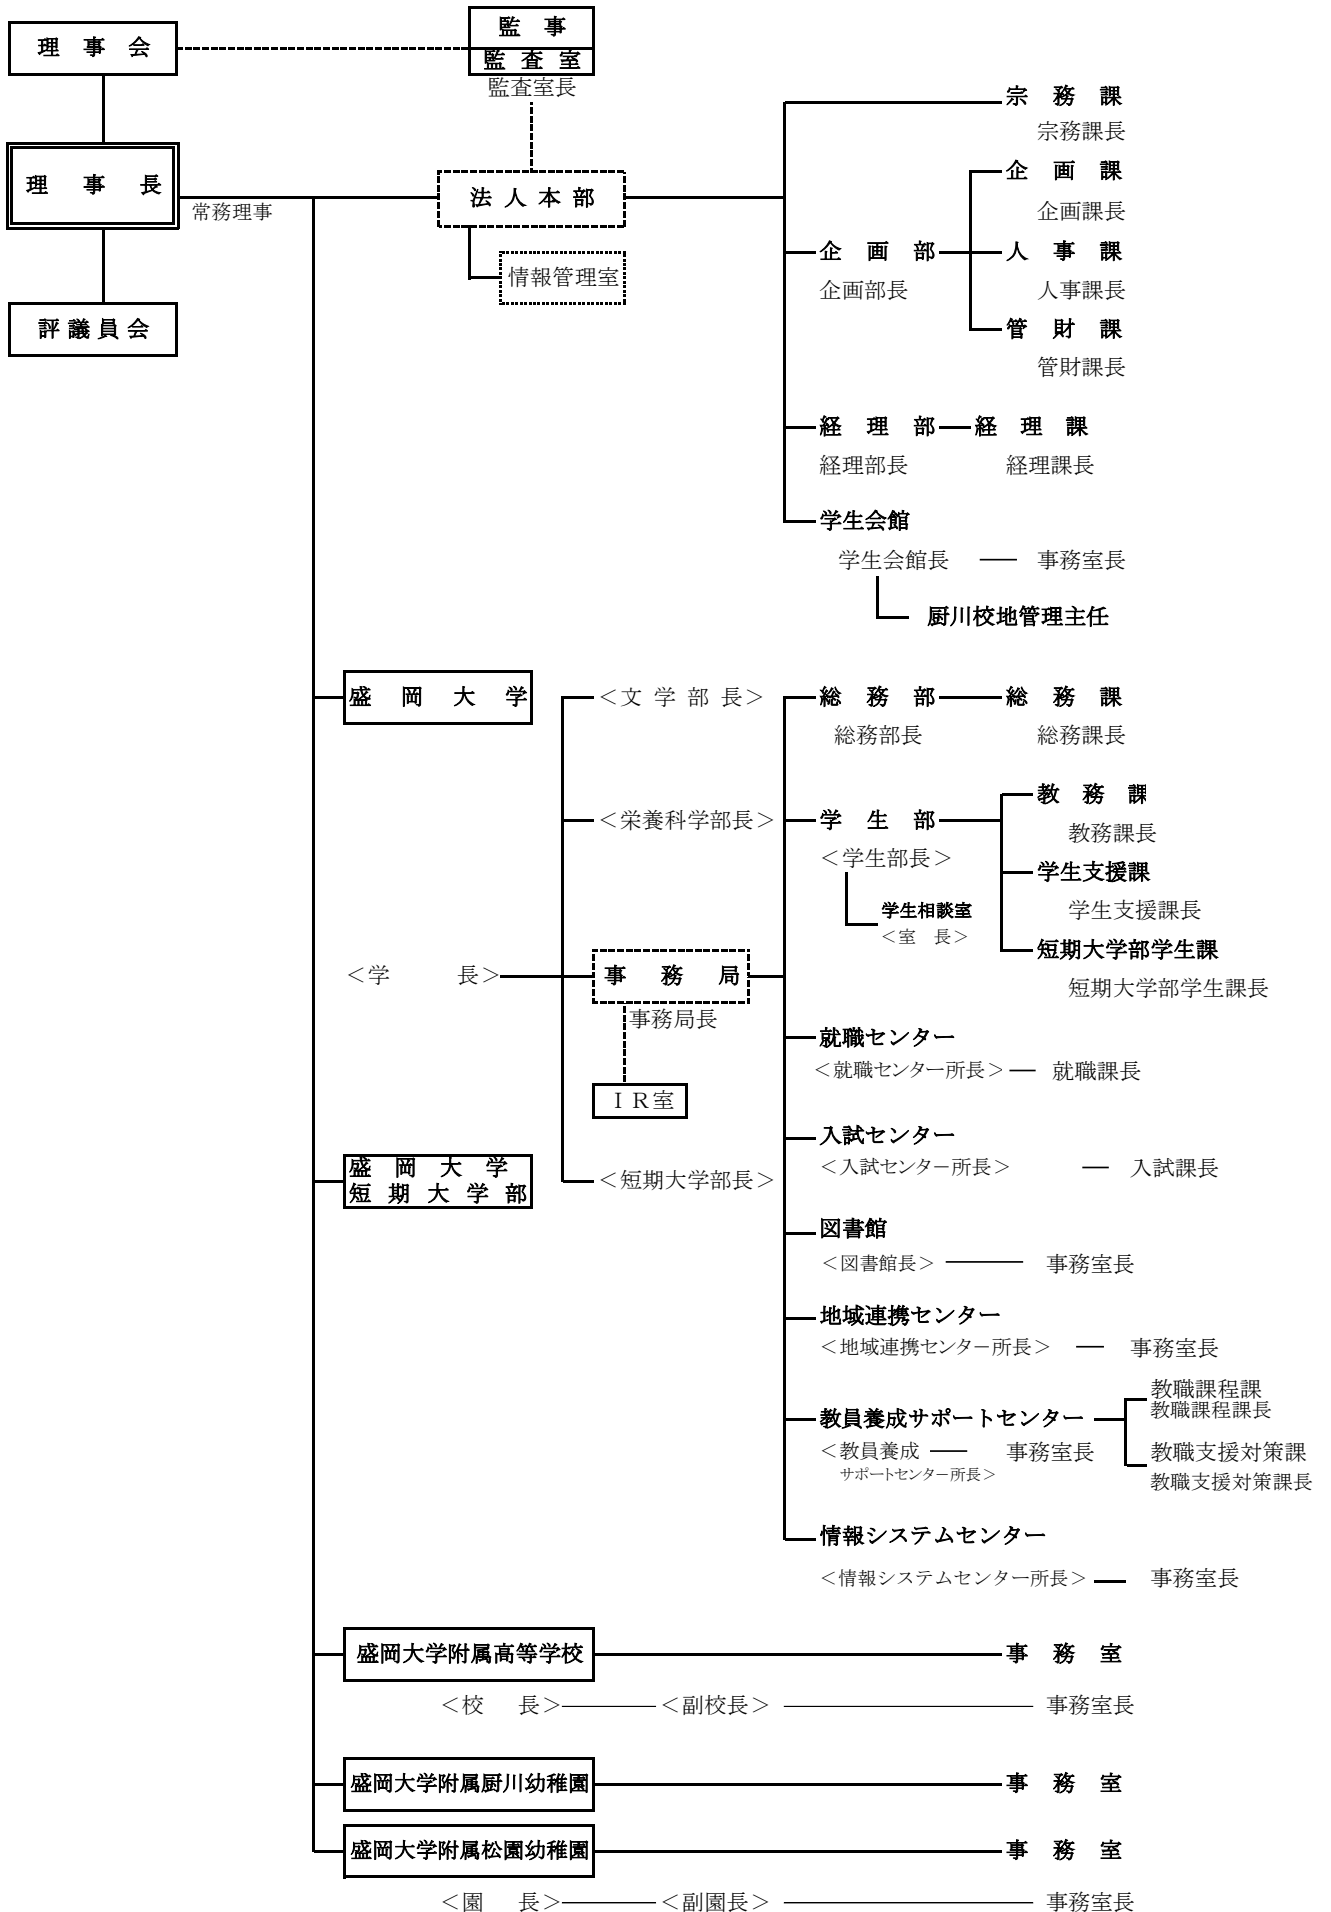 監　事
理　事　会
監　査　室
監査室長
宗　務　課
宗務課長
企　画　課
理　事　長
法 人 本 部
常務理事
企画課長
企　画　部
人　事　課
情報管理室
企画部長
人事課長
評 議 員 会
管　財　課
管財課長
経　理　部
経　理　課
経理部長
経理課長
学生会館
学生会館長
事務室長
厨川校地管理主任
盛　岡　大　学
＜文 学 部 長＞
総　務　部
総　務　課
総務部長
総務課長
教　務　課
＜栄養科学部長＞
学　生　部
教務課長
＜学生部長＞
学生支援課
学生相談室
学生支援課長
＜室　長＞
短期大学部学生課
＜学　　長＞
事　務　局
短期大学部学生課長
事務局長
就職センター
＜就職センター所長＞
就職課長
ＩＲ室
入試センター
盛　岡　大　学
短　期　大　学　部
＜入試センター所長＞
入試課長
＜短期大学部長＞
図書館
＜図書館長＞
事務室長
地域連携センター
＜地域連携センター所長＞
事務室長
教職課程課
教職課程課長
教員養成サポートセンター
＜教員養成
事務室長
教職支援対策課
サポートセンター所長＞
教職支援対策課長
情報システムセンター
＜情報システムセンター所長＞
事務室長
盛岡大学附属高等学校
事　務　室
＜校　長＞
＜副校長＞
事務室長
盛岡大学附属厨川幼稚園
事　務　室
盛岡大学附属松園幼稚園
事　務　室
＜園　長＞
＜副園長＞
事務室長